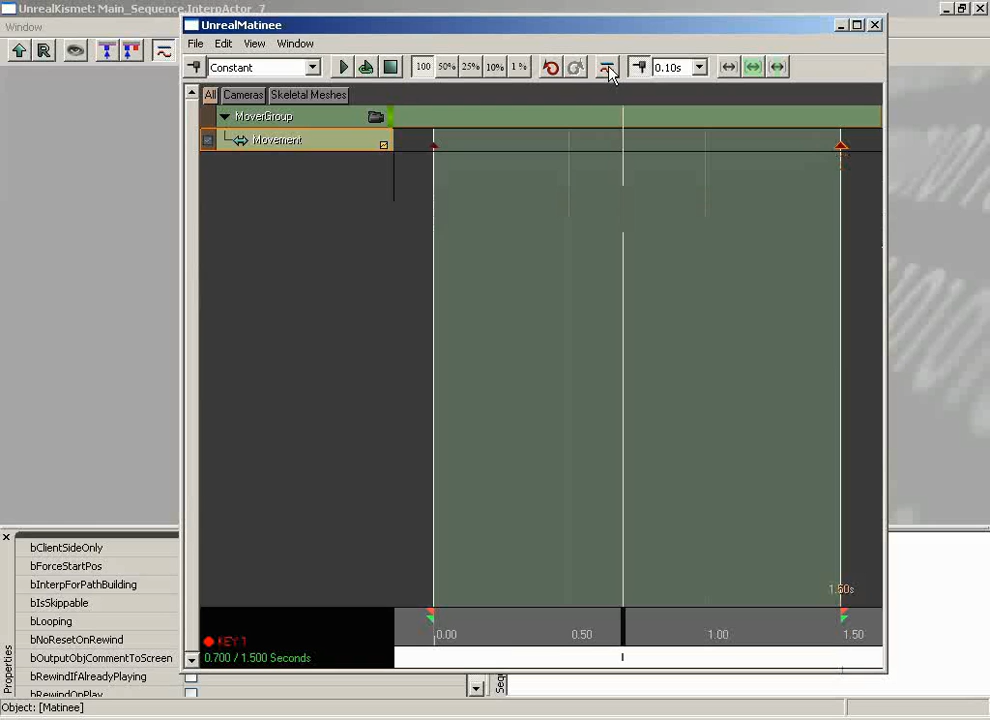 UnrealKismet: Main_Sequence.InterpActor_7
Window
UnrealMatinee
File Edit View Window
Constant 100 50% 25% 10% 1% 0.10s
All Cameras Skeletal Meshes
MoverGroup
Movement
1.50s
0.00 0.50 1.00 1.50
KEY 1
0.700 / 1.500 Seconds
Properties
bClientSideOnly
bForceStartPos
bInterpForPathBuilding
bIsSkippable
bLooping
bNoResetOnRewind
bOutputObjCommentToScreen
bRewindIfAlreadyPlaying
bRewindOnPlay
Seq
Object: [Matinee]